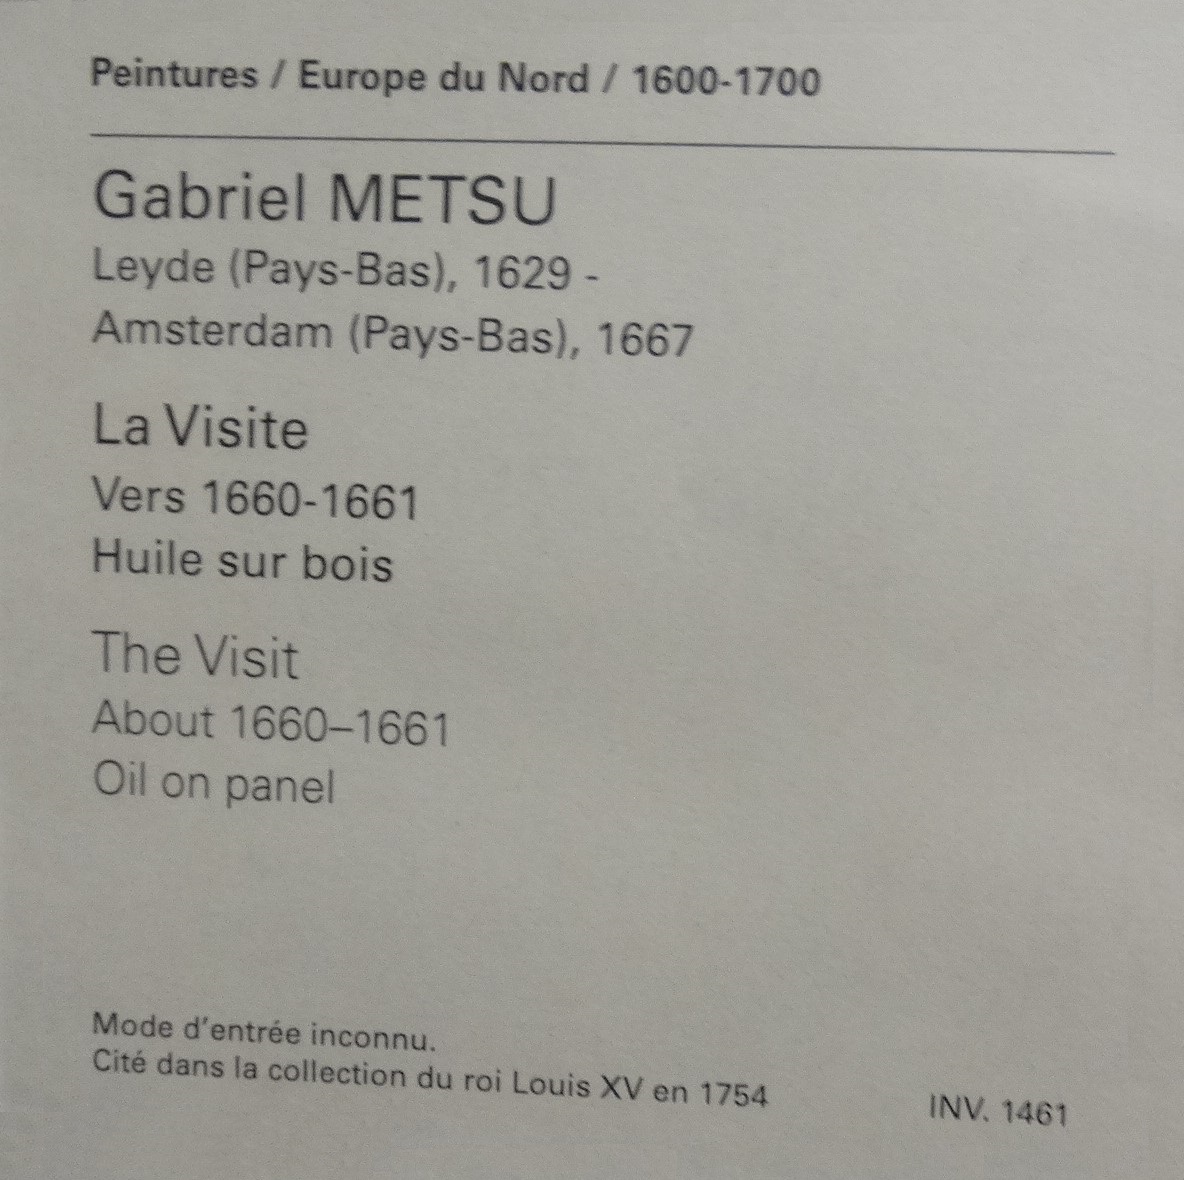 Peintures / Europe du Nord / 1600-1700
Gabriel METSU
Leyde (Pays-Bas), 1629 -
Amsterdam (Pays-Bas), 1667
La Visite
Vers 1660-1661
Huile sur bois
The Visit
About 1660–1661
Oil on panel
Mode d'entrée inconnu.
Cité dans la collection du roi Louis XV en 1754
INV. 1461